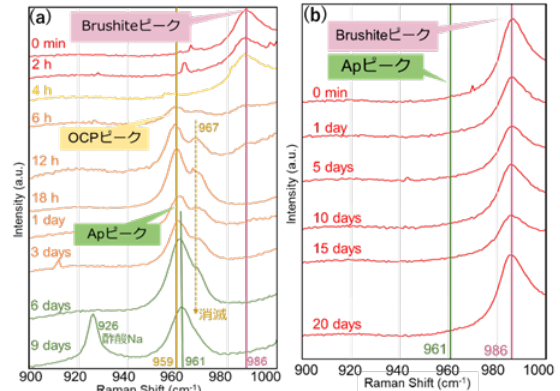 (a)
Brushiteピーク
0 min
2 h
4 h
6 h
OCPピーク
967
12 h
18 h
1 day
Apピーク
3 days
6 days
消滅
926
酢酸Na
9 days
959
961
986
Intensity (a.u.)
900 920 940 960 980 1000
Raman Shift (cm-1)
(b)
Brushiteピーク
Apピーク
0 min
1 day
5 days
10 days
15 days
20 days
961
986
Intensity (a.u.)
900 920 940 960 980 1000
Raman Shift (cm-1)